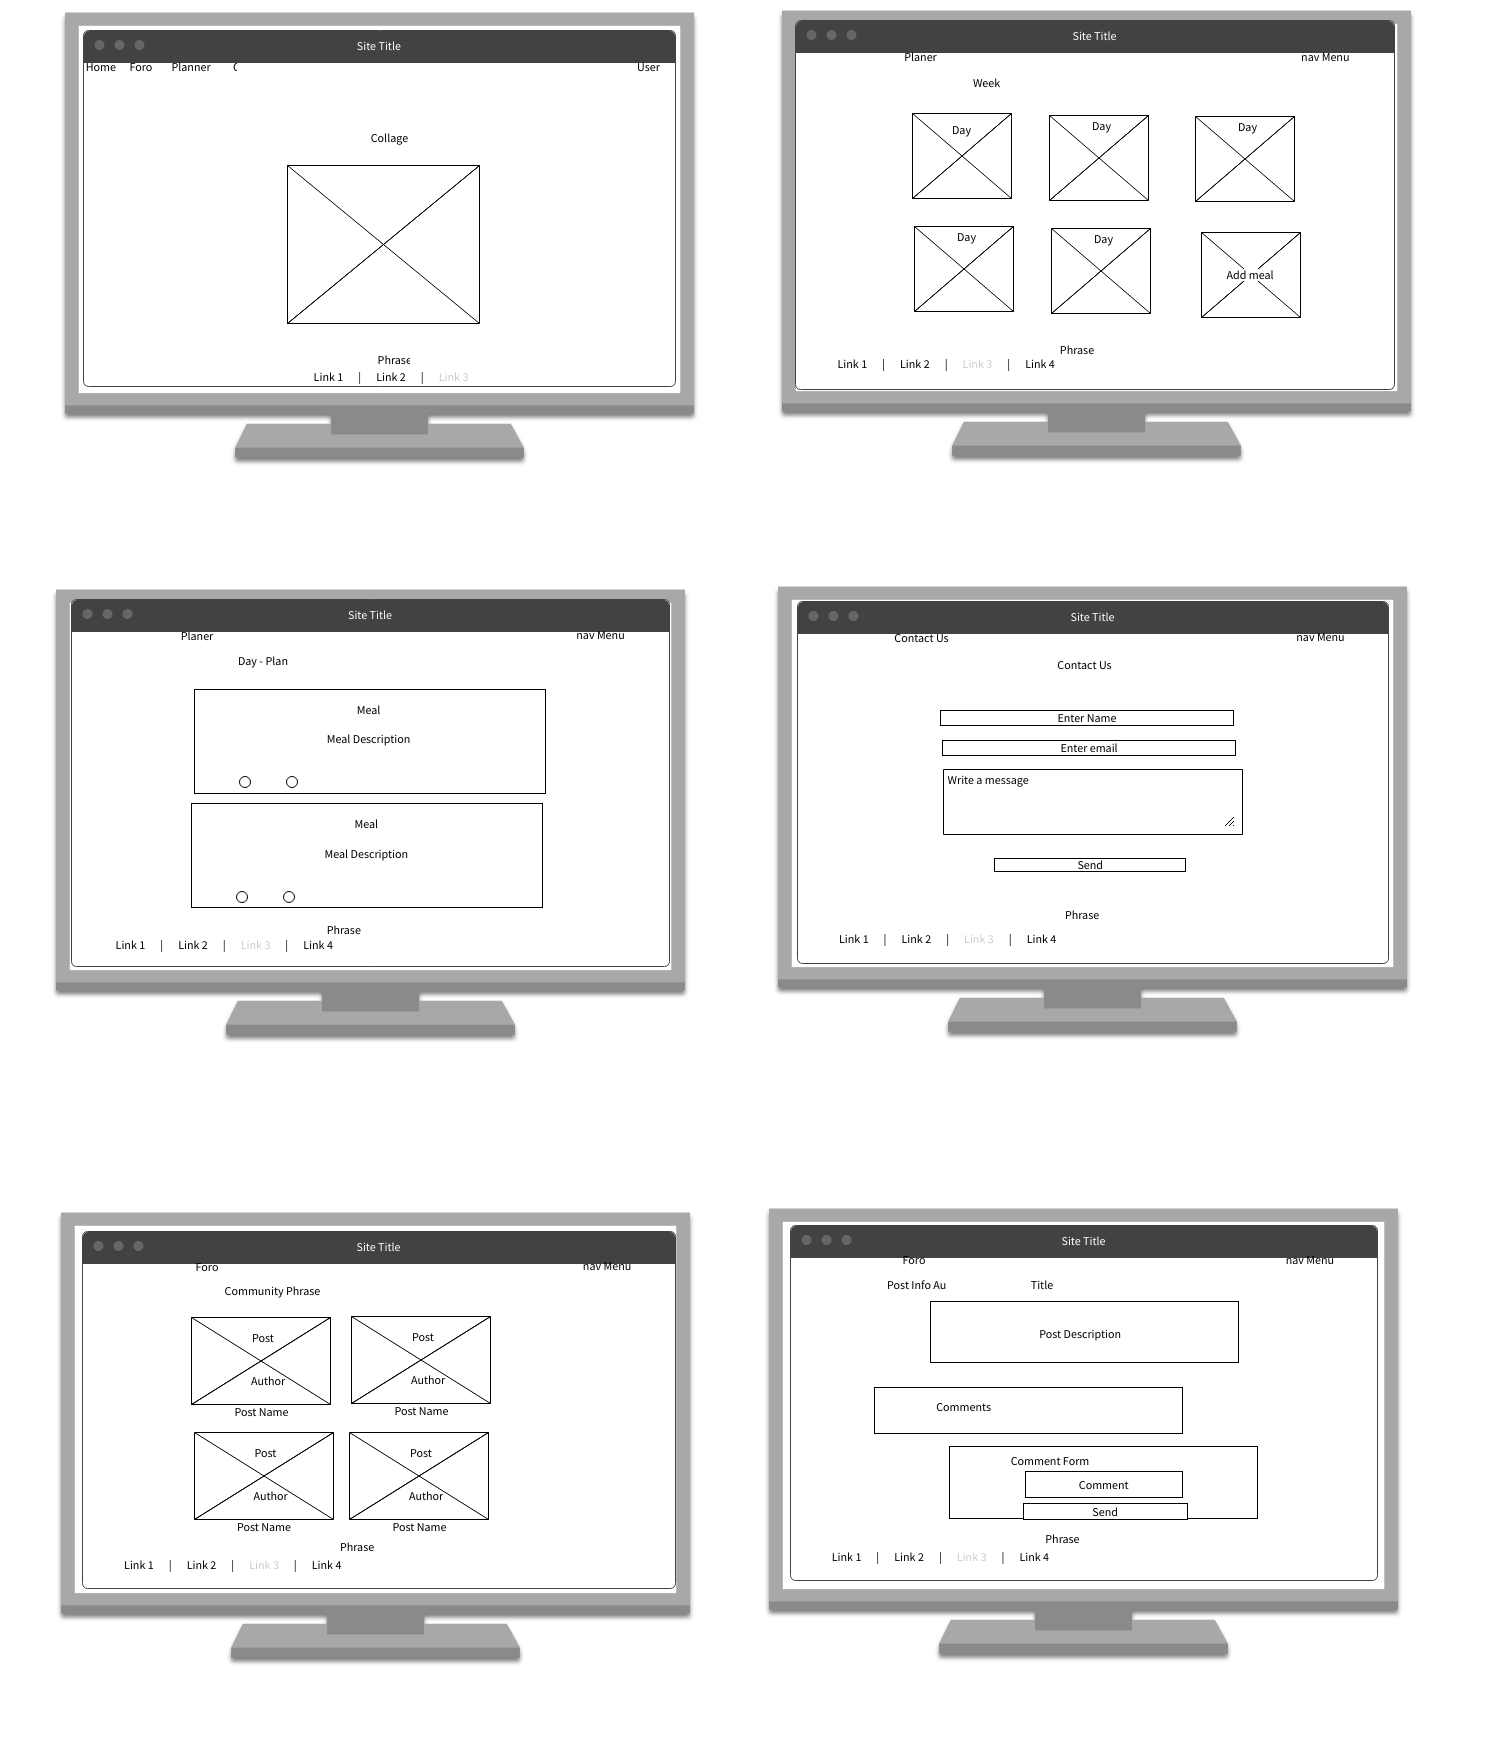 Site Title
Home Foro Planner User
Collage
Phrase
Link 1 | Link 2 | Link 3
Site Title
Planer nav Menu
Week
Day Day Day
Day Day Add meal
Phrase
Link 1 | Link 2 | Link 3 | Link 4
Site Title
Planer nav Menu
Day - Plan
Meal
Meal Description
Meal
Meal Description
Phrase
Link 1 | Link 2 | Link 3 | Link 4
Site Title
Contact Us nav Menu
Contact Us
Enter Name
Enter email
Write a message
Send
Phrase
Link 1 | Link 2 | Link 3 | Link 4
Site Title
Foro nav Menu
Community Phrase
Post Post
Author Author
Post Name Post Name
Post Post
Author Author
Post Name Post Name
Phrase
Link 1 | Link 2 | Link 3 | Link 4
Site Title
Foro nav Menu
Post Info Au Title
Post Description
Comments
Comment Form
Comment
Send
Phrase
Link 1 | Link 2 | Link 3 | Link 4